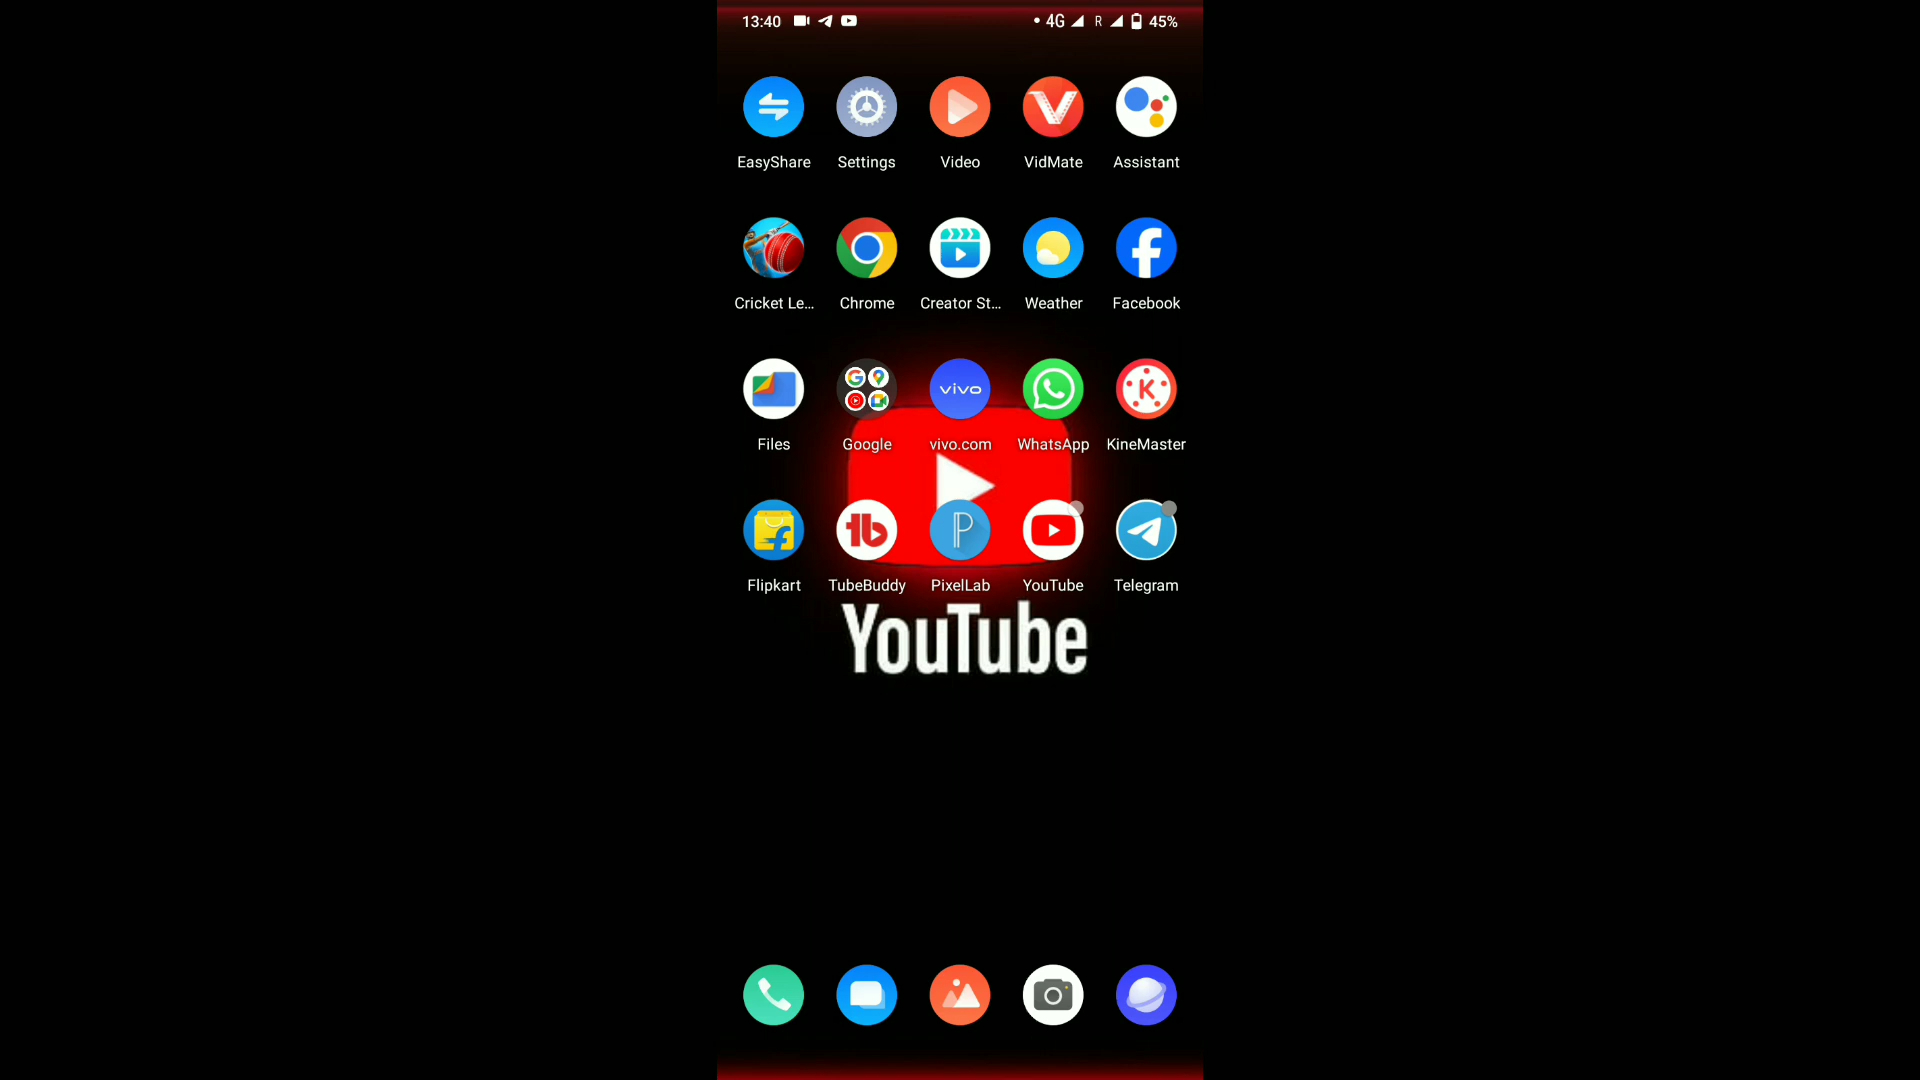 13:40 4G R 45%
EasyShare Settings Video VidMate Assistant
Cricket Le... Chrome Creator St... Weather Facebook
vivo
Files Google vivo.com WhatsApp KineMaster
Flipkart TubeBuddy PixelLab YouTube Telegram
YouTube